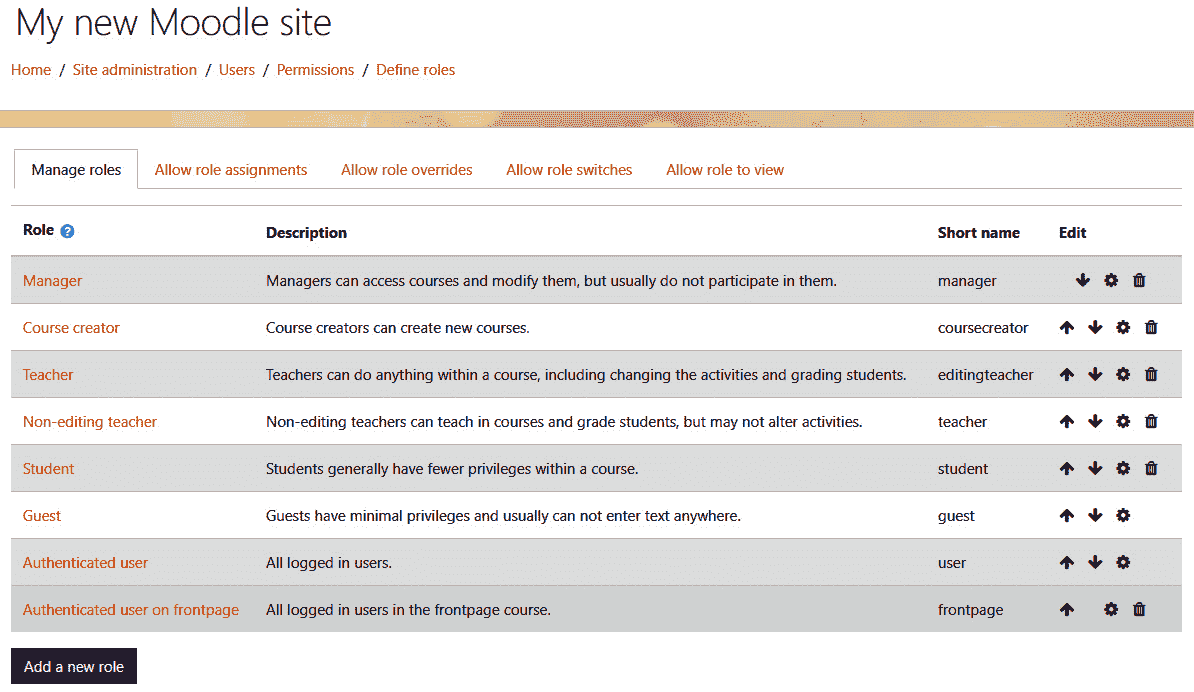 My new Moodle site
Home / Site administration / Users / Permissions / Define roles
Manage roles Allow role assignments Allow role overrides Allow role switches Allow role to view
Role ? Description Short name Edit
Manager Managers can access courses and modify them, but usually do not participate in them. manager
Course creator Course creators can create new courses. coursecreator
Teacher Teachers can do anything within a course, including changing the activities and grading students. editingteacher
Non-editing teacher Non-editing teachers can teach in courses and grade students, but may not alter activities. teacher
Student Students generally have fewer privileges within a course. student
Guest Guests have minimal privileges and usually can not enter text anywhere. guest
Authenticated user All logged in users. user
Authenticated user on frontpage All logged in users in the frontpage course. frontpage
Add a new role